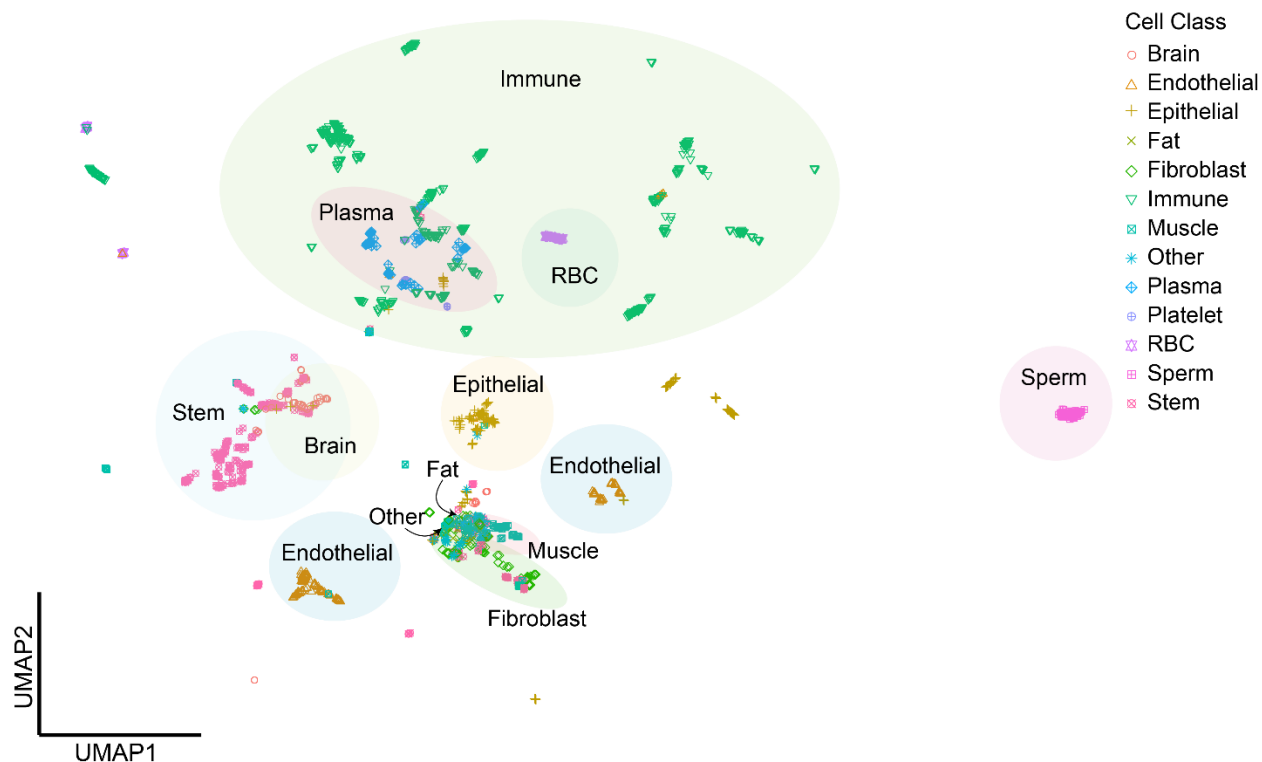 Immune
Plasma
RBC
Stem
Brain
Epithelial
Endothelial
Sperm
Fat
Other
Endothelial
Muscle
Fibroblast
UMAP2
UMAP1
Cell Class
Brain
Endothelial
Epithelial
Fat
Fibroblast
Immune
Muscle
Other
Plasma
Platelet
RBC
Sperm
Stem